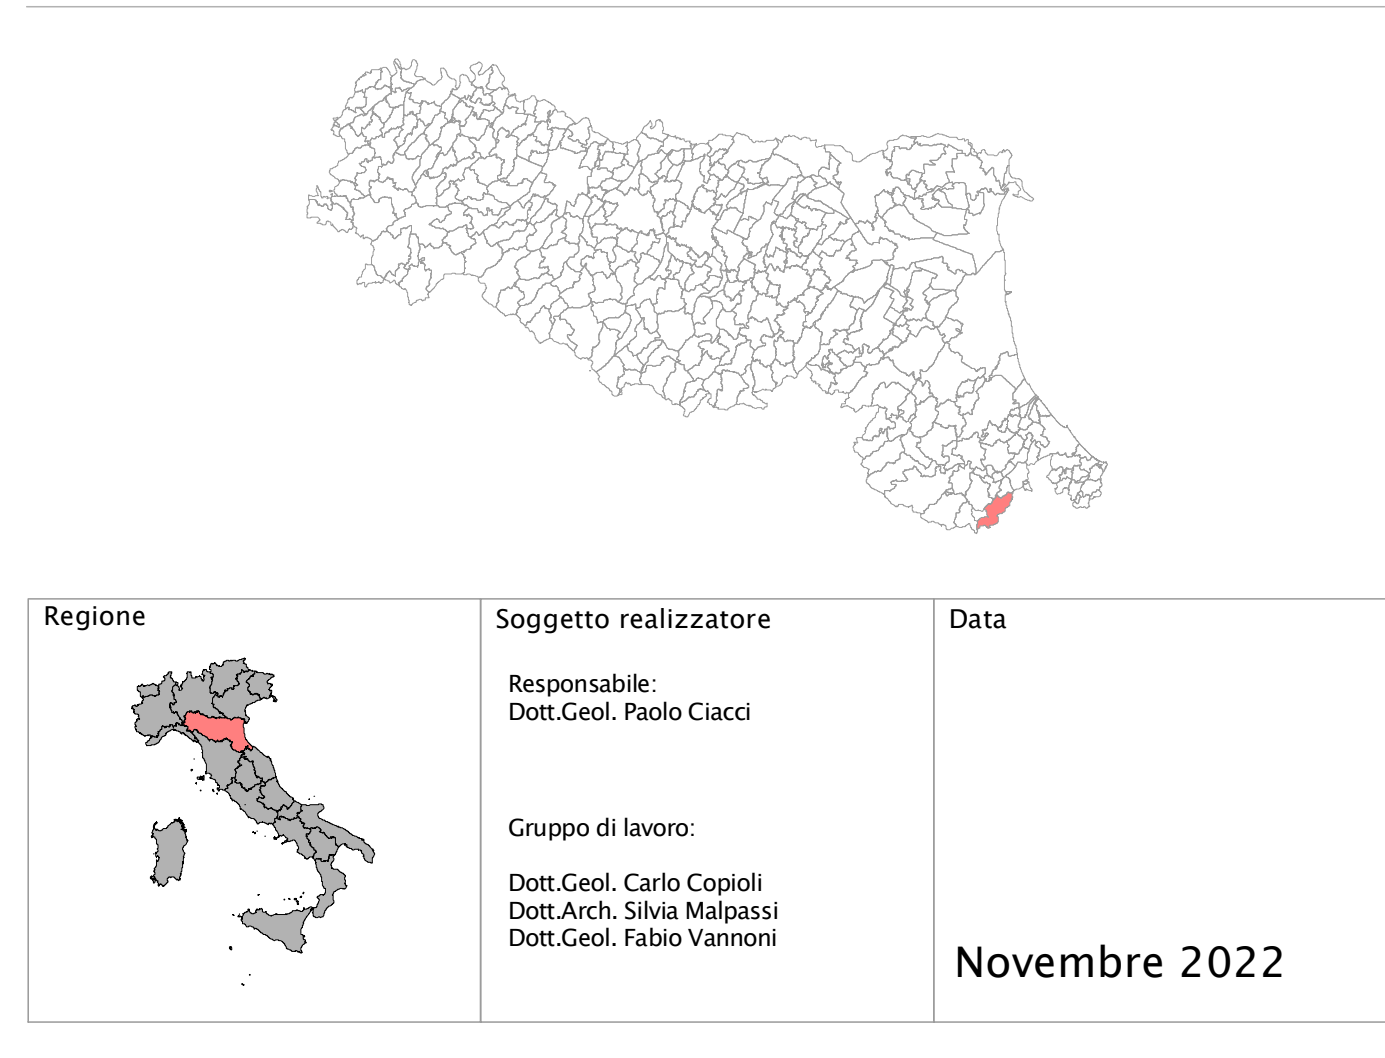 Regione
Soggetto realizzatore
Responsabile:
Dott.Geol. Paolo Ciacci
Gruppo di lavoro:
Dott.Geol. Carlo Copioli
Dott.Arch. Silvia Malpassi
Dott.Geol. Fabio Vannoni
Data
Novembre 2022